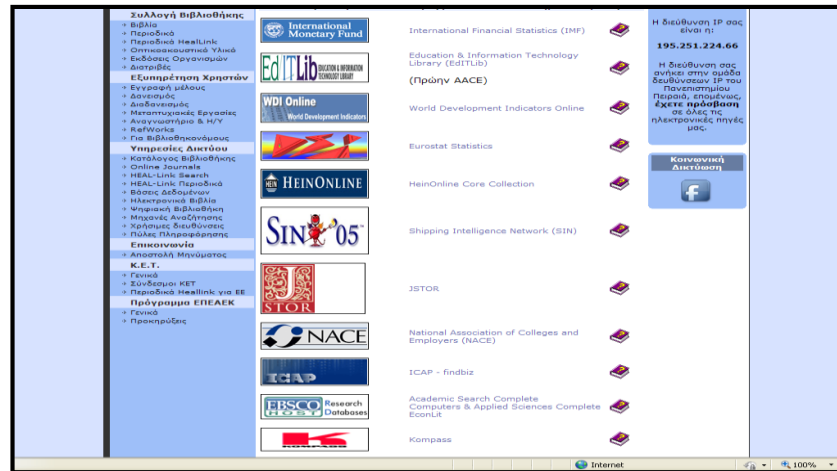 Συλλογή Βιβλιοθήκης
Βιβλία
Περιοδικά
Περιοδικά HealLink
Οπτικοακουστικό Υλικό
Εκδόσεις Οργανισμών
Διατριβές
Εξυπηρέτηση Χρηστών
Εγγραφή μέλους
Δανεισμός
Διαδανεισμός
Μεταπτυχιακές Εργασίες
Αναγνωστήριο & Η/Υ
RefWorks
Για Βιβλιοθηκονόμους
Υπηρεσίες Δικτύου
Κατάλογος Βιβλιοθήκης
Online Journals
HEAL-Link Search
HEAL-Link Περιοδικά
Βάσεις Δεδομένων
Ηλεκτρονικά Βιβλία
Ψηφιακή Βιβλιοθήκη
Μηχανές Αναζήτησης
Χρήσιμες διευθύνσεις
Πύλες Πληροφόρησης
Επικοινωνία
Αποστολή Μηνύματος
Κ.Ε.Τ.
Γενικά
Σύνδεσμοι ΚΕΤ
Περιοδικά Heallink για ΕΕ
Πρόγραμμα ΕΠΕΑΕΚ
Γενικά
Προκηρύξεις
International
Monetary Fund
International Financial Statistics (IMF)
EdITLib EDUCATION & INFORMATION
TECHNOLOGY LIBRARY
Education & Information Technology
Library (EdITLib)
(Πρώην AACE)
WDI Online
World Development Indicators
World Development Indicators Online
Eurostat Statistics
HEIN HEINONLINE
HeinOnline Core Collection
SIN '05
Shipping Intelligence Network (SIN)
JSTOR
JSTOR
NACE
National Association of Colleges and
Employers (NACE)
ICAP
ICAP - findbiz
EBSCO Research
HOST Databases
Academic Search Complete
Computers & Applied Sciences Complete
EconLit
KOMPASS
Kompass
Η διεύθυνση IP σας
είναι η:
195.251.224.66
Η διεύθυνση σας
ανήκει στην ομάδα
διευθύνσεων IP του
Πανεπιστημίου
Πειραιά, επομένως,
έχετε πρόσβαση
σε όλες τις
ηλεκτρονικές πηγές
μας.
Κοινωνική
Δικτύωση
f
Internet
100%